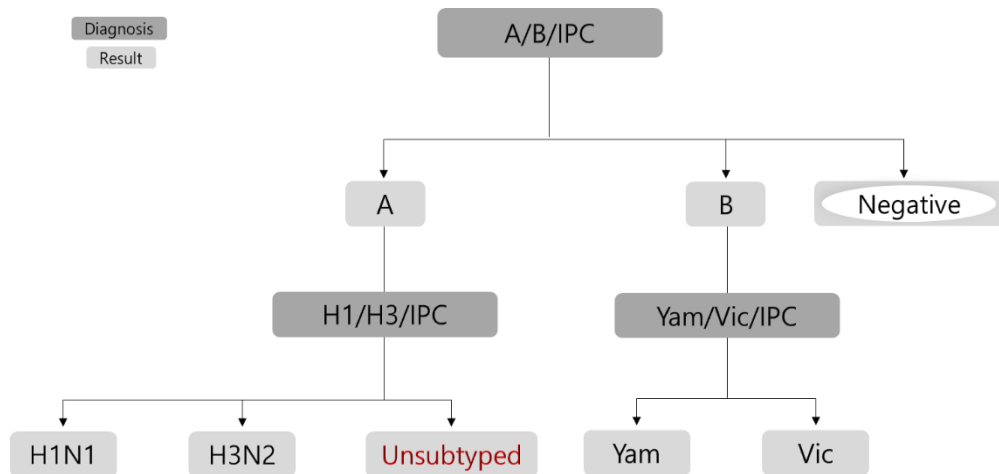 Diagnosis
Result
A/B/IPC
A
B
Negative
H1/H3/IPC
Yam/Vic/IPC
H1N1
H3N2
Unsubtyped
Yam
Vic